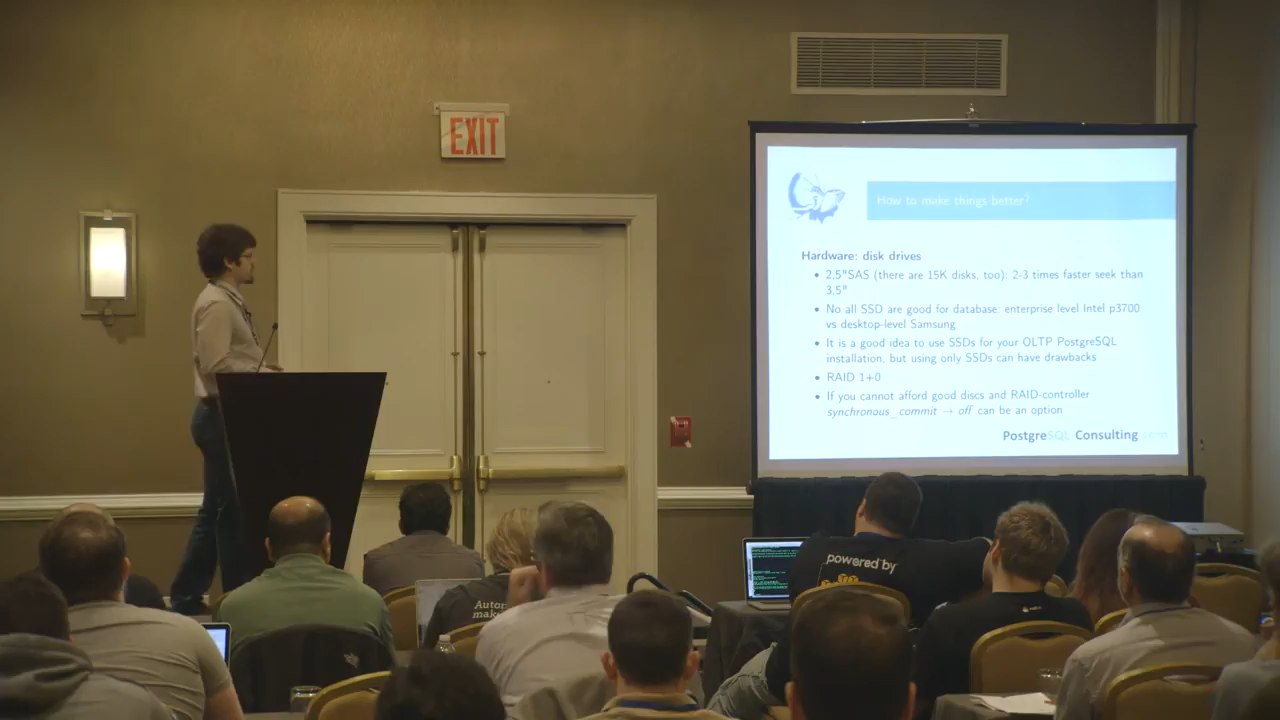 EXIT
How to make things better?
Hardware: disk drives
• 2.5"SAS (there are 15K disks, too): 2-3 times faster seek than
3.5"
• No all SSD are good for database: enterprise level Intel p3700
vs desktop-level Samsung
• It is a good idea to use SSDs for your OLTP PostgreSQL
installation, but using only SSDs can have drawbacks
• RAID 1+0
• If you cannot afford good discs and RAID-controller
synchronous_commit → off can be an option
PostgreSQL Consulting.com
powered by
Autom
mak